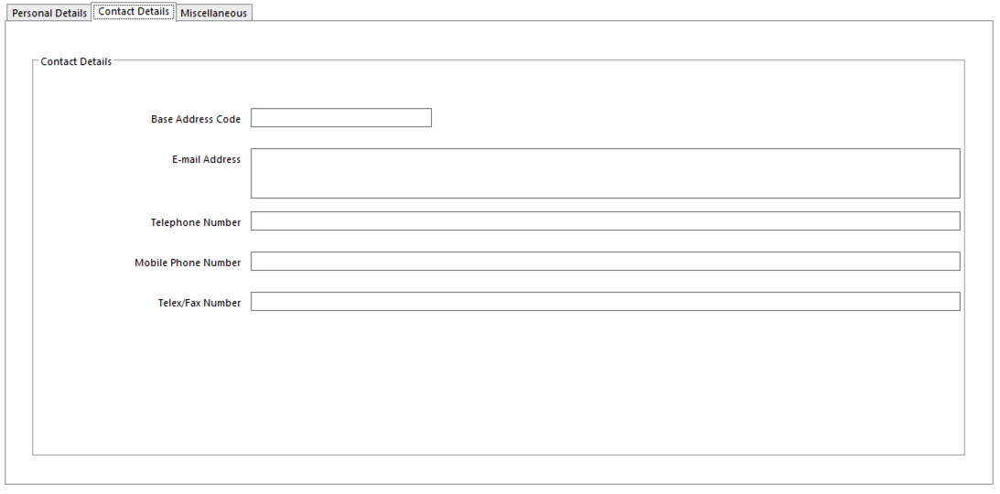 Personal Details Contact Details Miscellaneous
Contact Details
Base Address Code
E-mail Address
Telephone Number
Mobile Phone Number
Telex/Fax Number